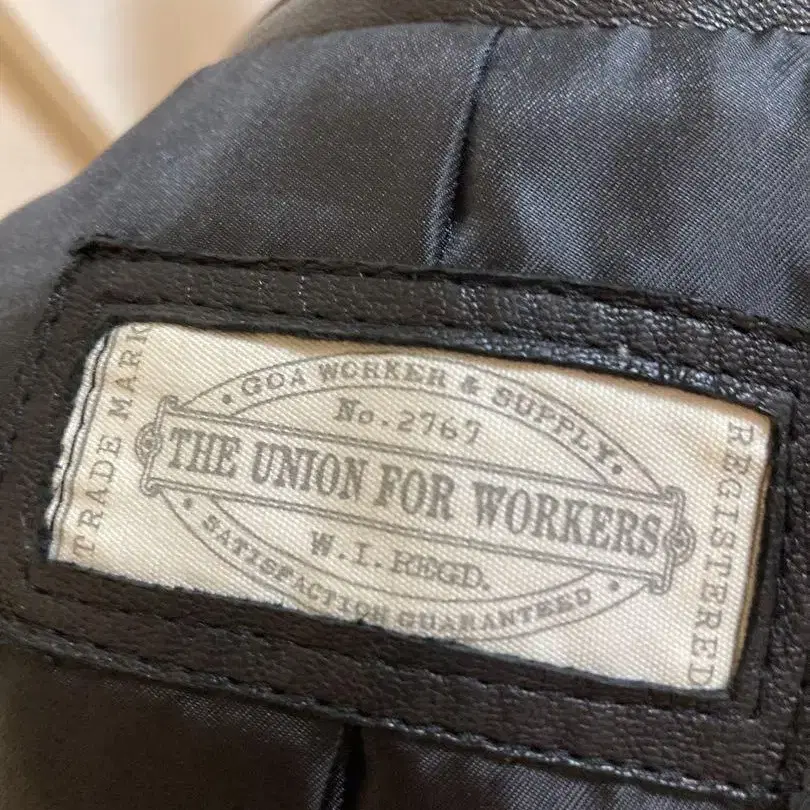 TRADE MARK
• GOA WORKER & SUPPLY •
No. 2767
THE UNION FOR WORKERS
W. I. REGD.
• SATISFACTION GUARANTEED •
REGISTERED